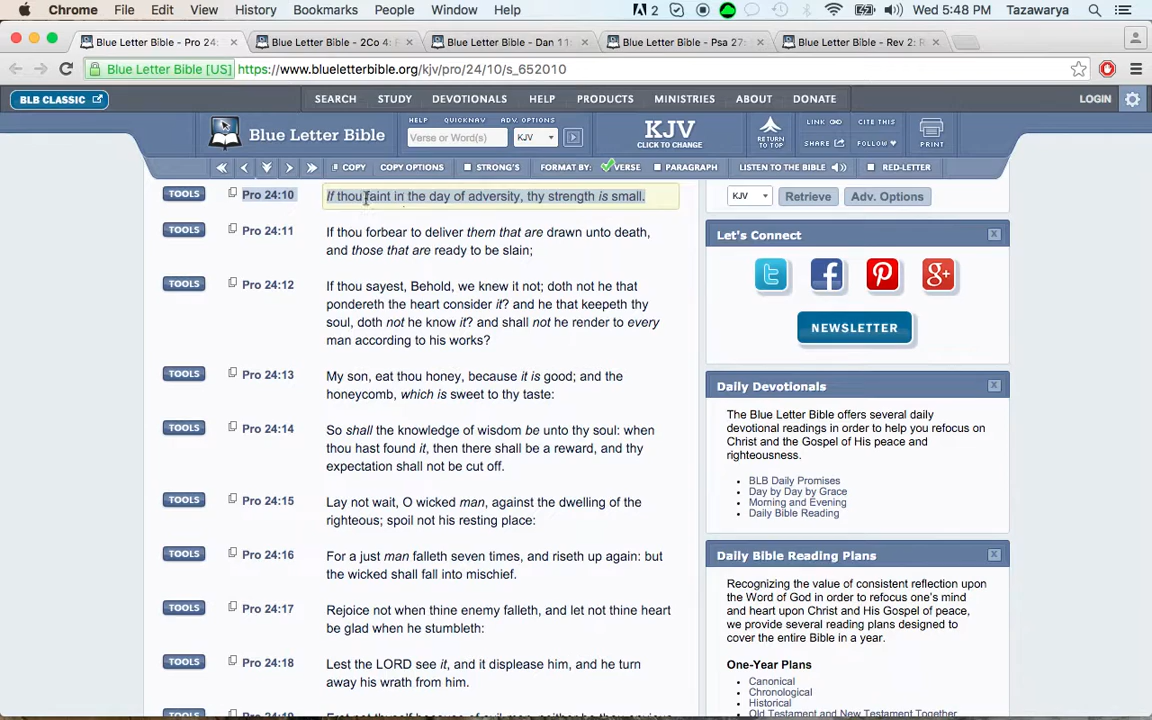 Chrome File Edit View History Bookmarks People Window Help 2 Wed 5:48 PM Tazawarya
Blue Letter Bible - Pro 24: Blue Letter Bible - 2Co 4: Blue Letter Bible - Dan 11: Blue Letter Bible - Psa 27: Blue Letter Bible - Rev 2: R
Blue Letter Bible [US] https://www.blueletterbible.org/kjv/pro/24/10/s_652010
BLB CLASSIC SEARCH STUDY DEVOTIONALS HELP PRODUCTS MINISTRIES ABOUT DONATE LOGIN
HELP QUICKNAV ADV. OPTIONS
Blue Letter Bible Verse or Word(s) KJV
KJV
CLICK TO CHANGE
RETURN
TO TOP
LINK CITE THIS
SHARE FOLLOW
PRINT
COPY COPY OPTIONS STRONG'S FORMAT BY: VERSE PARAGRAPH LISTEN TO THE BIBLE RED-LETTER
TOOLS Pro 24:10 If thou faint in the day of adversity, thy strength is small.
TOOLS Pro 24:11 If thou forbear to deliver them that are drawn unto death,
and those that are ready to be slain;
TOOLS Pro 24:12 If thou sayest, Behold, we knew it not; doth not he that
pondereth the heart consider it? and he that keepeth thy
soul, doth not he know it? and shall not he render to every
man according to his works?
TOOLS Pro 24:13 My son, eat thou honey, because it is good; and the
honeycomb, which is sweet to thy taste:
TOOLS Pro 24:14 So shall the knowledge of wisdom be unto thy soul: when
thou hast found it, then there shall be a reward, and thy
expectation shall not be cut off.
TOOLS Pro 24:15 Lay not wait, O wicked man, against the dwelling of the
righteous; spoil not his resting place:
TOOLS Pro 24:16 For a just man falleth seven times, and riseth up again: but
the wicked shall fall into mischief.
TOOLS Pro 24:17 Rejoice not when thine enemy falleth, and let not thine heart
be glad when he stumbleth:
TOOLS Pro 24:18 Lest the LORD see it, and it displease him, and he turn
away his wrath from him.
KJV Retrieve Adv. Options
Let's Connect
NEWSLETTER
Daily Devotionals
The Blue Letter Bible offers several daily
devotional readings in order to help you refocus on
Christ and the Gospel of His peace and
righteousness.
BLB Daily Promises
Day by Day by Grace
Morning and Evening
Daily Bible Reading
Daily Bible Reading Plans
Recognizing the value of consistent reflection upon
the Word of God in order to refocus one's mind
and heart upon Christ and His Gospel of peace,
we provide several reading plans designed to
cover the entire Bible in a year.
One-Year Plans
Canonical
Chronological
Historical
Old Testament and New Testament Together